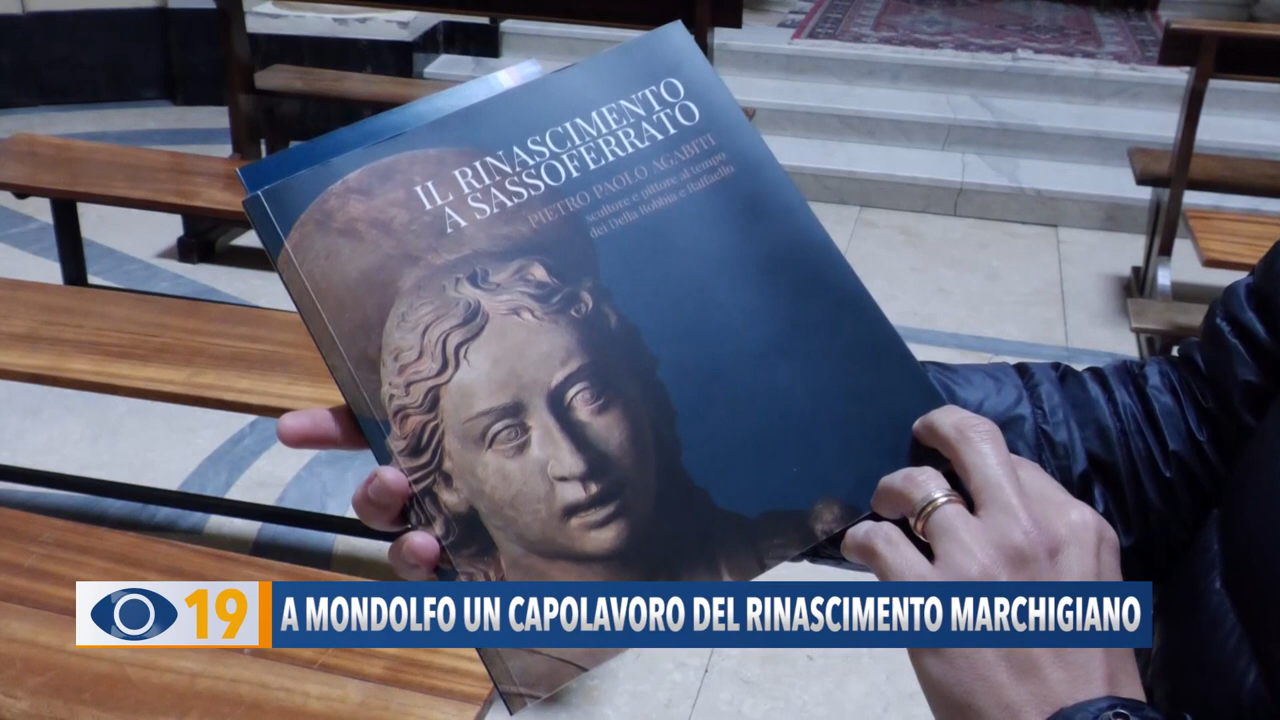 IL RINASCIMENTO
A SASSOFERRATO
PIETRO PAOLO AGABITI
scultore e pittore al tempo
dei Della Robbia e Raffaello
19
A MONDOLFO UN CAPOLAVORO DEL RINASCIMENTO MARCHIGIANO